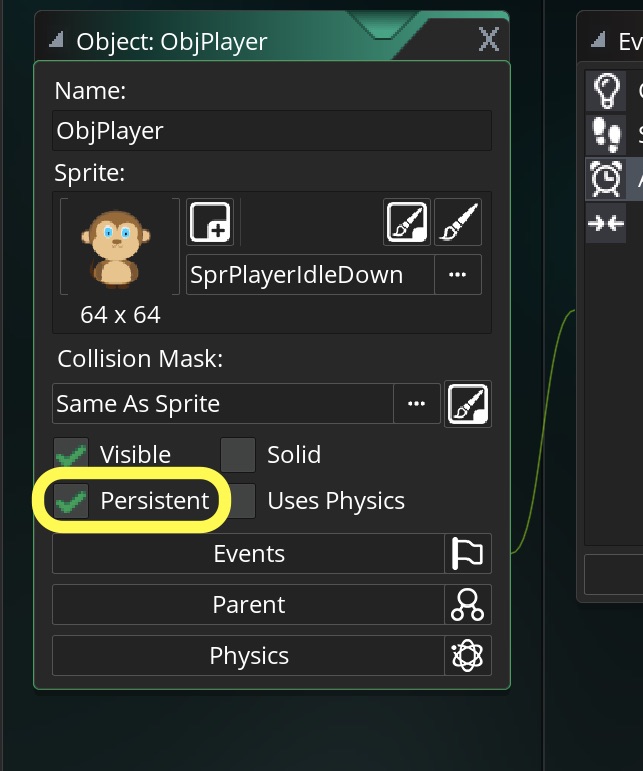 Object: ObjPlayer
Ev
Name:
ObjPlayer
Sprite:
SprPlayerIdleDown
64 x 64
Collision Mask:
Same As Sprite
Visible
Solid
Persistent
Uses Physics
Events
Parent
Physics